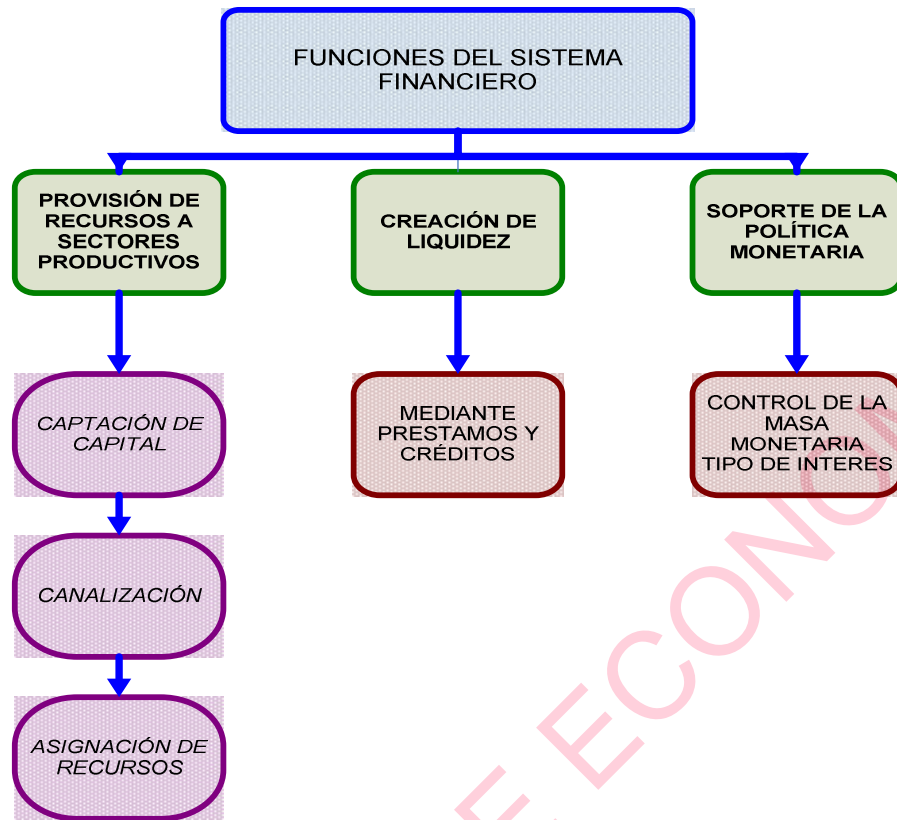 FUNCIONES DEL SISTEMA
FINANCIERO
PROVISIÓN DE
RECURSOS A
SECTORES
PRODUCTIVOS
CREACIÓN DE
LIQUIDEZ
SOPORTE DE LA
POLÍTICA
MONETARIA
CAPTACIÓN DE
CAPITAL
MEDIANTE
PRESTAMOS Y
CRÉDITOS
CONTROL DE LA
MASA
MONETARIA
TIPO DE INTERES
CANALIZACIÓN
ASIGNACIÓN DE
RECURSOS
E ECONO